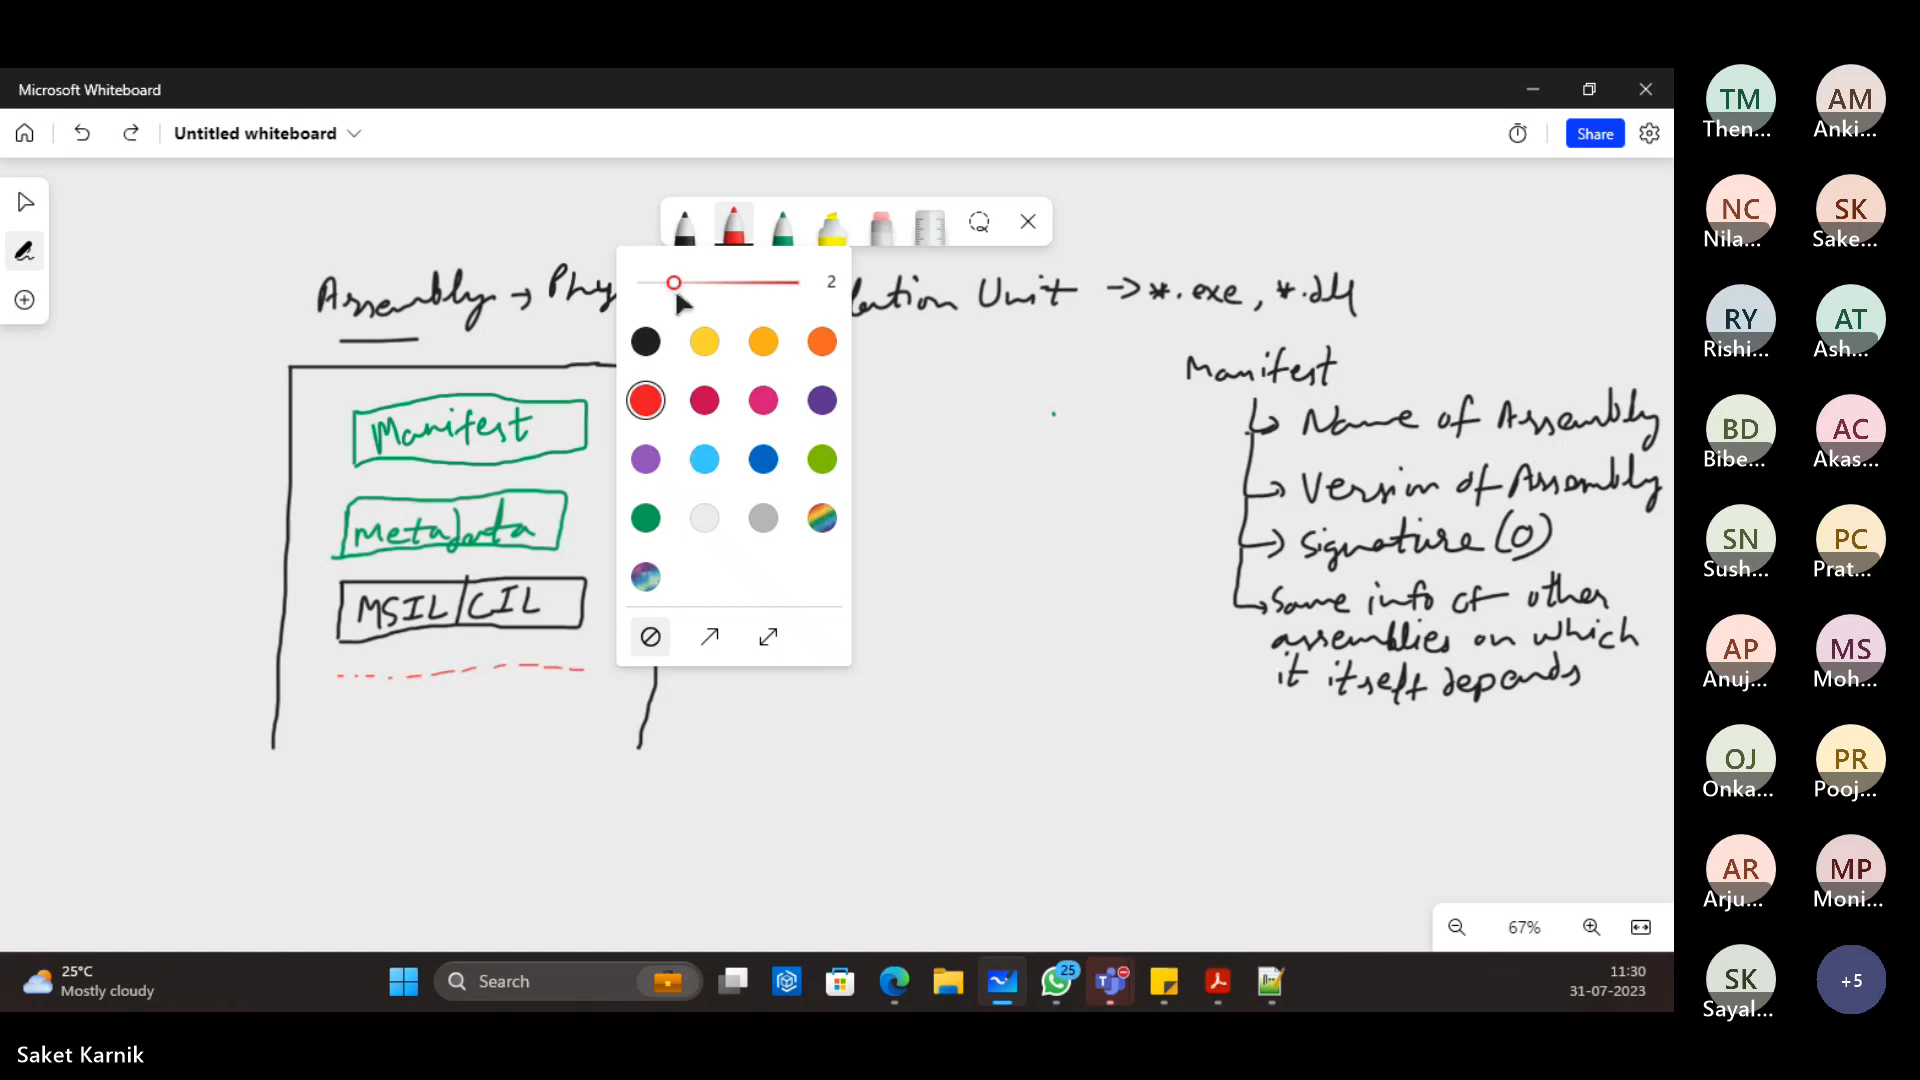 Microsoft Whiteboard
Untitled whiteboard
Share
2
Assembly → Phy
lation Unit → *.exe, *.dll
Manifest
Metadata
MSIL/CIL
Manifest
Name of Assembly
Version of Assembly
Signature (O)
Some info of other
assemblies on which
it itself depends
67%
25°C
Mostly cloudy
Search
25
11:30
31-07-2023
TM
Then...
AM
Anki...
NC
Nila...
SK
Sake...
RY
Rishi...
AT
Ash...
BD
Bibe...
AC
Akas...
SN
Sush...
PC
Prat...
AP
Anuj...
MS
Moh...
OJ
Onka...
PR
Pooj...
AR
Arju...
MP
Moni...
SK
Sayal...
+5
Saket Karnik